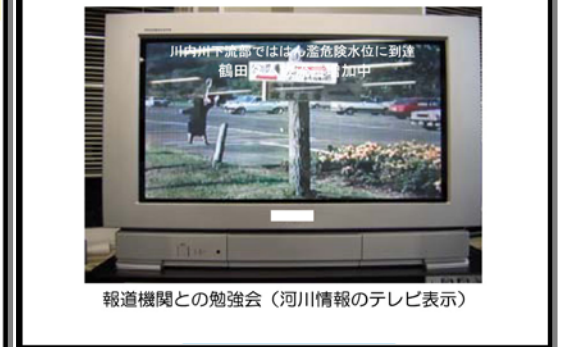 川内川下流部でははん濫危険水位に到達
鶴田 増加中
報道機関との勉強会（河川情報のテレビ表示）